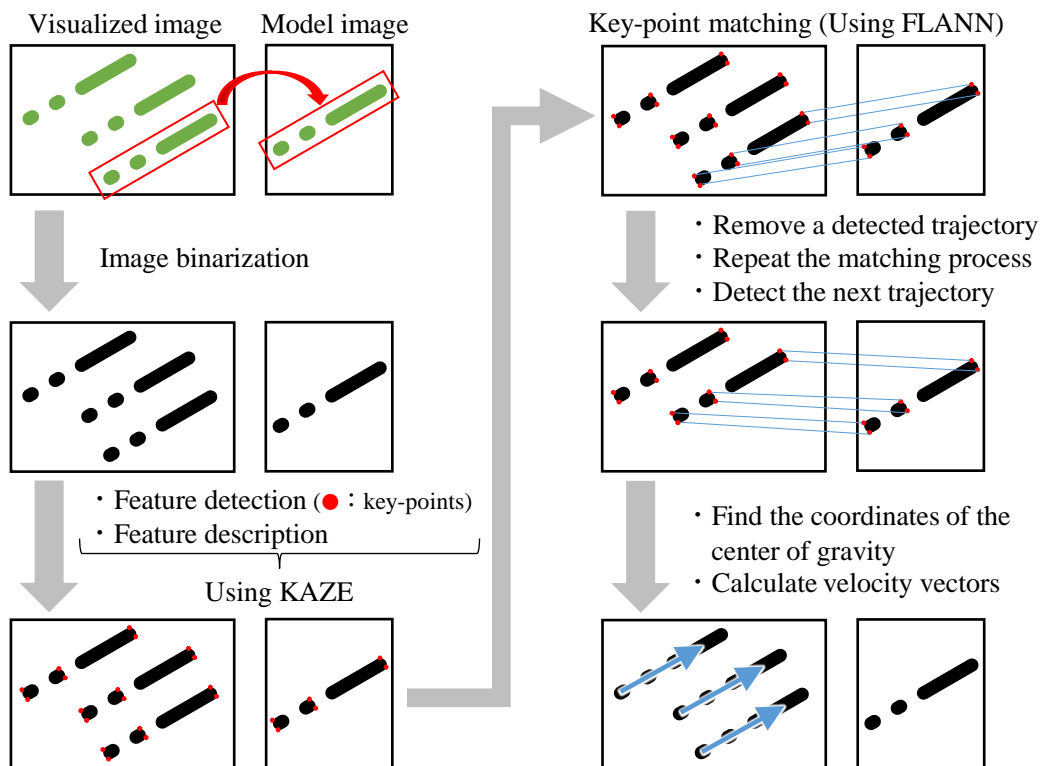 Visualized image
Model image
Image binarization
・Feature detection (●：key-points)
・Feature description
Using KAZE
Key-point matching (Using FLANN)
・Remove a detected trajectory
・Repeat the matching process
・Detect the next trajectory
・Find the coordinates of the
center of gravity
・Calculate velocity vectors